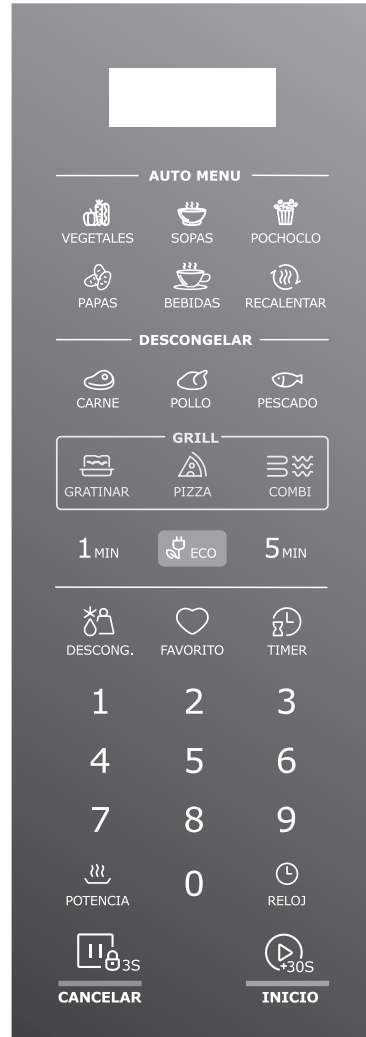 AUTO MENU
VEGETALES SOPAS POCHOCLO
PAPAS BEBIDAS RECALENTAR
DESCONGELAR
CARNE POLLO PESCADO
GRILL
GRATINAR PIZZA COMBI
1 MIN ECO 5 MIN
DESCONG. FAVORITO TIMER
1 2 3
4 5 6
7 8 9
POTENCIA 0 RELOJ
3S +30S
CANCELAR INICIO